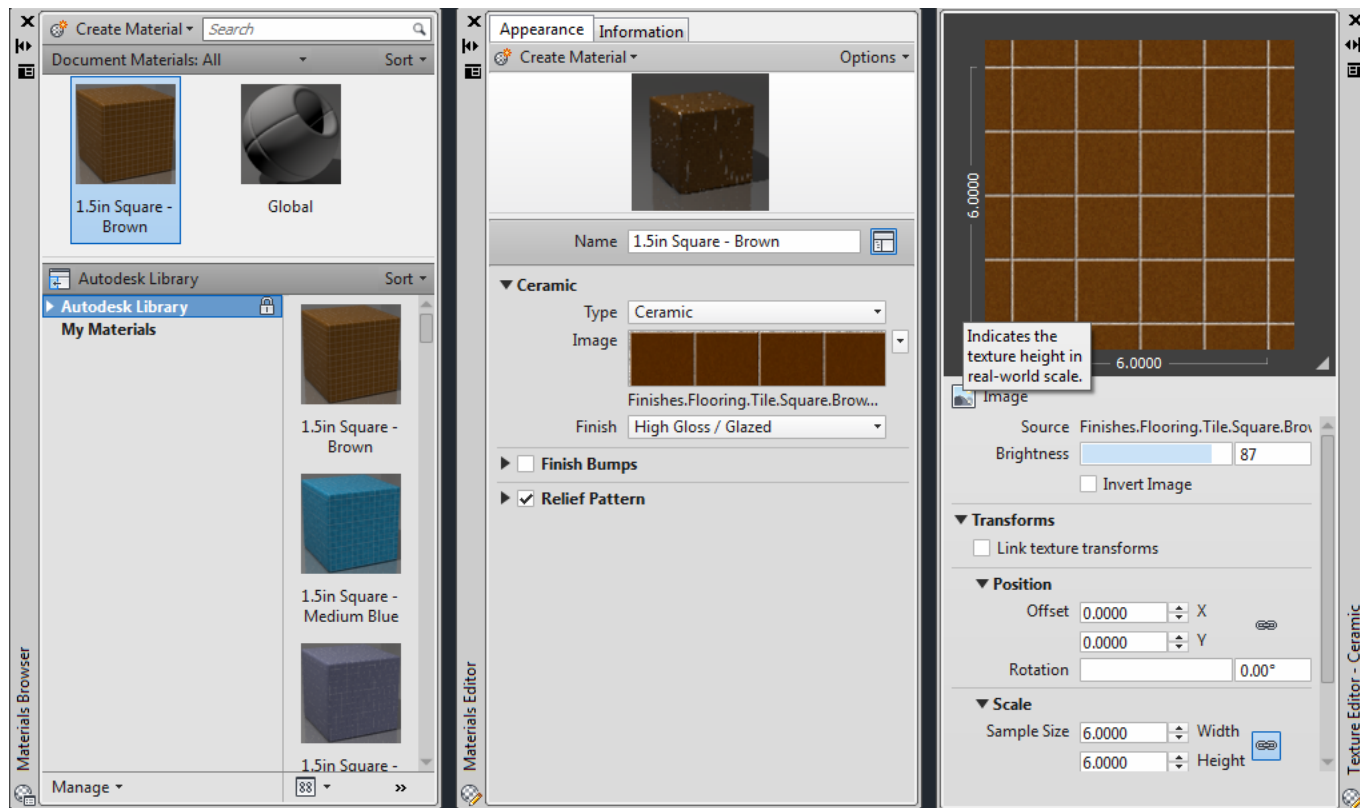 Create Material
Search
Document Materials: All
Sort
1.5in Square -
Brown
Global
Autodesk Library
Sort
Autodesk Library
My Materials
1.5in Square -
Brown
1.5in Square -
Medium Blue
1.5in Square -
Manage
»
Materials Browser
Appearance
Information
Create Material
Options
Name
1.5in Square - Brown
Ceramic
Type
Ceramic
Image
Finishes.Flooring.Tile.Square.Brow...
Finish
High Gloss / Glazed
Finish Bumps
Relief Pattern
Materials Editor
6.0000
6.0000
Indicates the
texture height in
real-world scale.
Image
Source Finishes.Flooring.Tile.Square.Brov
Brightness 87
Invert Image
Transforms
Link texture transforms
Position
Offset 0.0000 X
0.0000 Y
Rotation 0.00°
Scale
Sample Size 6.0000 Width
6.0000 Height
Texture Editor - Ceramic